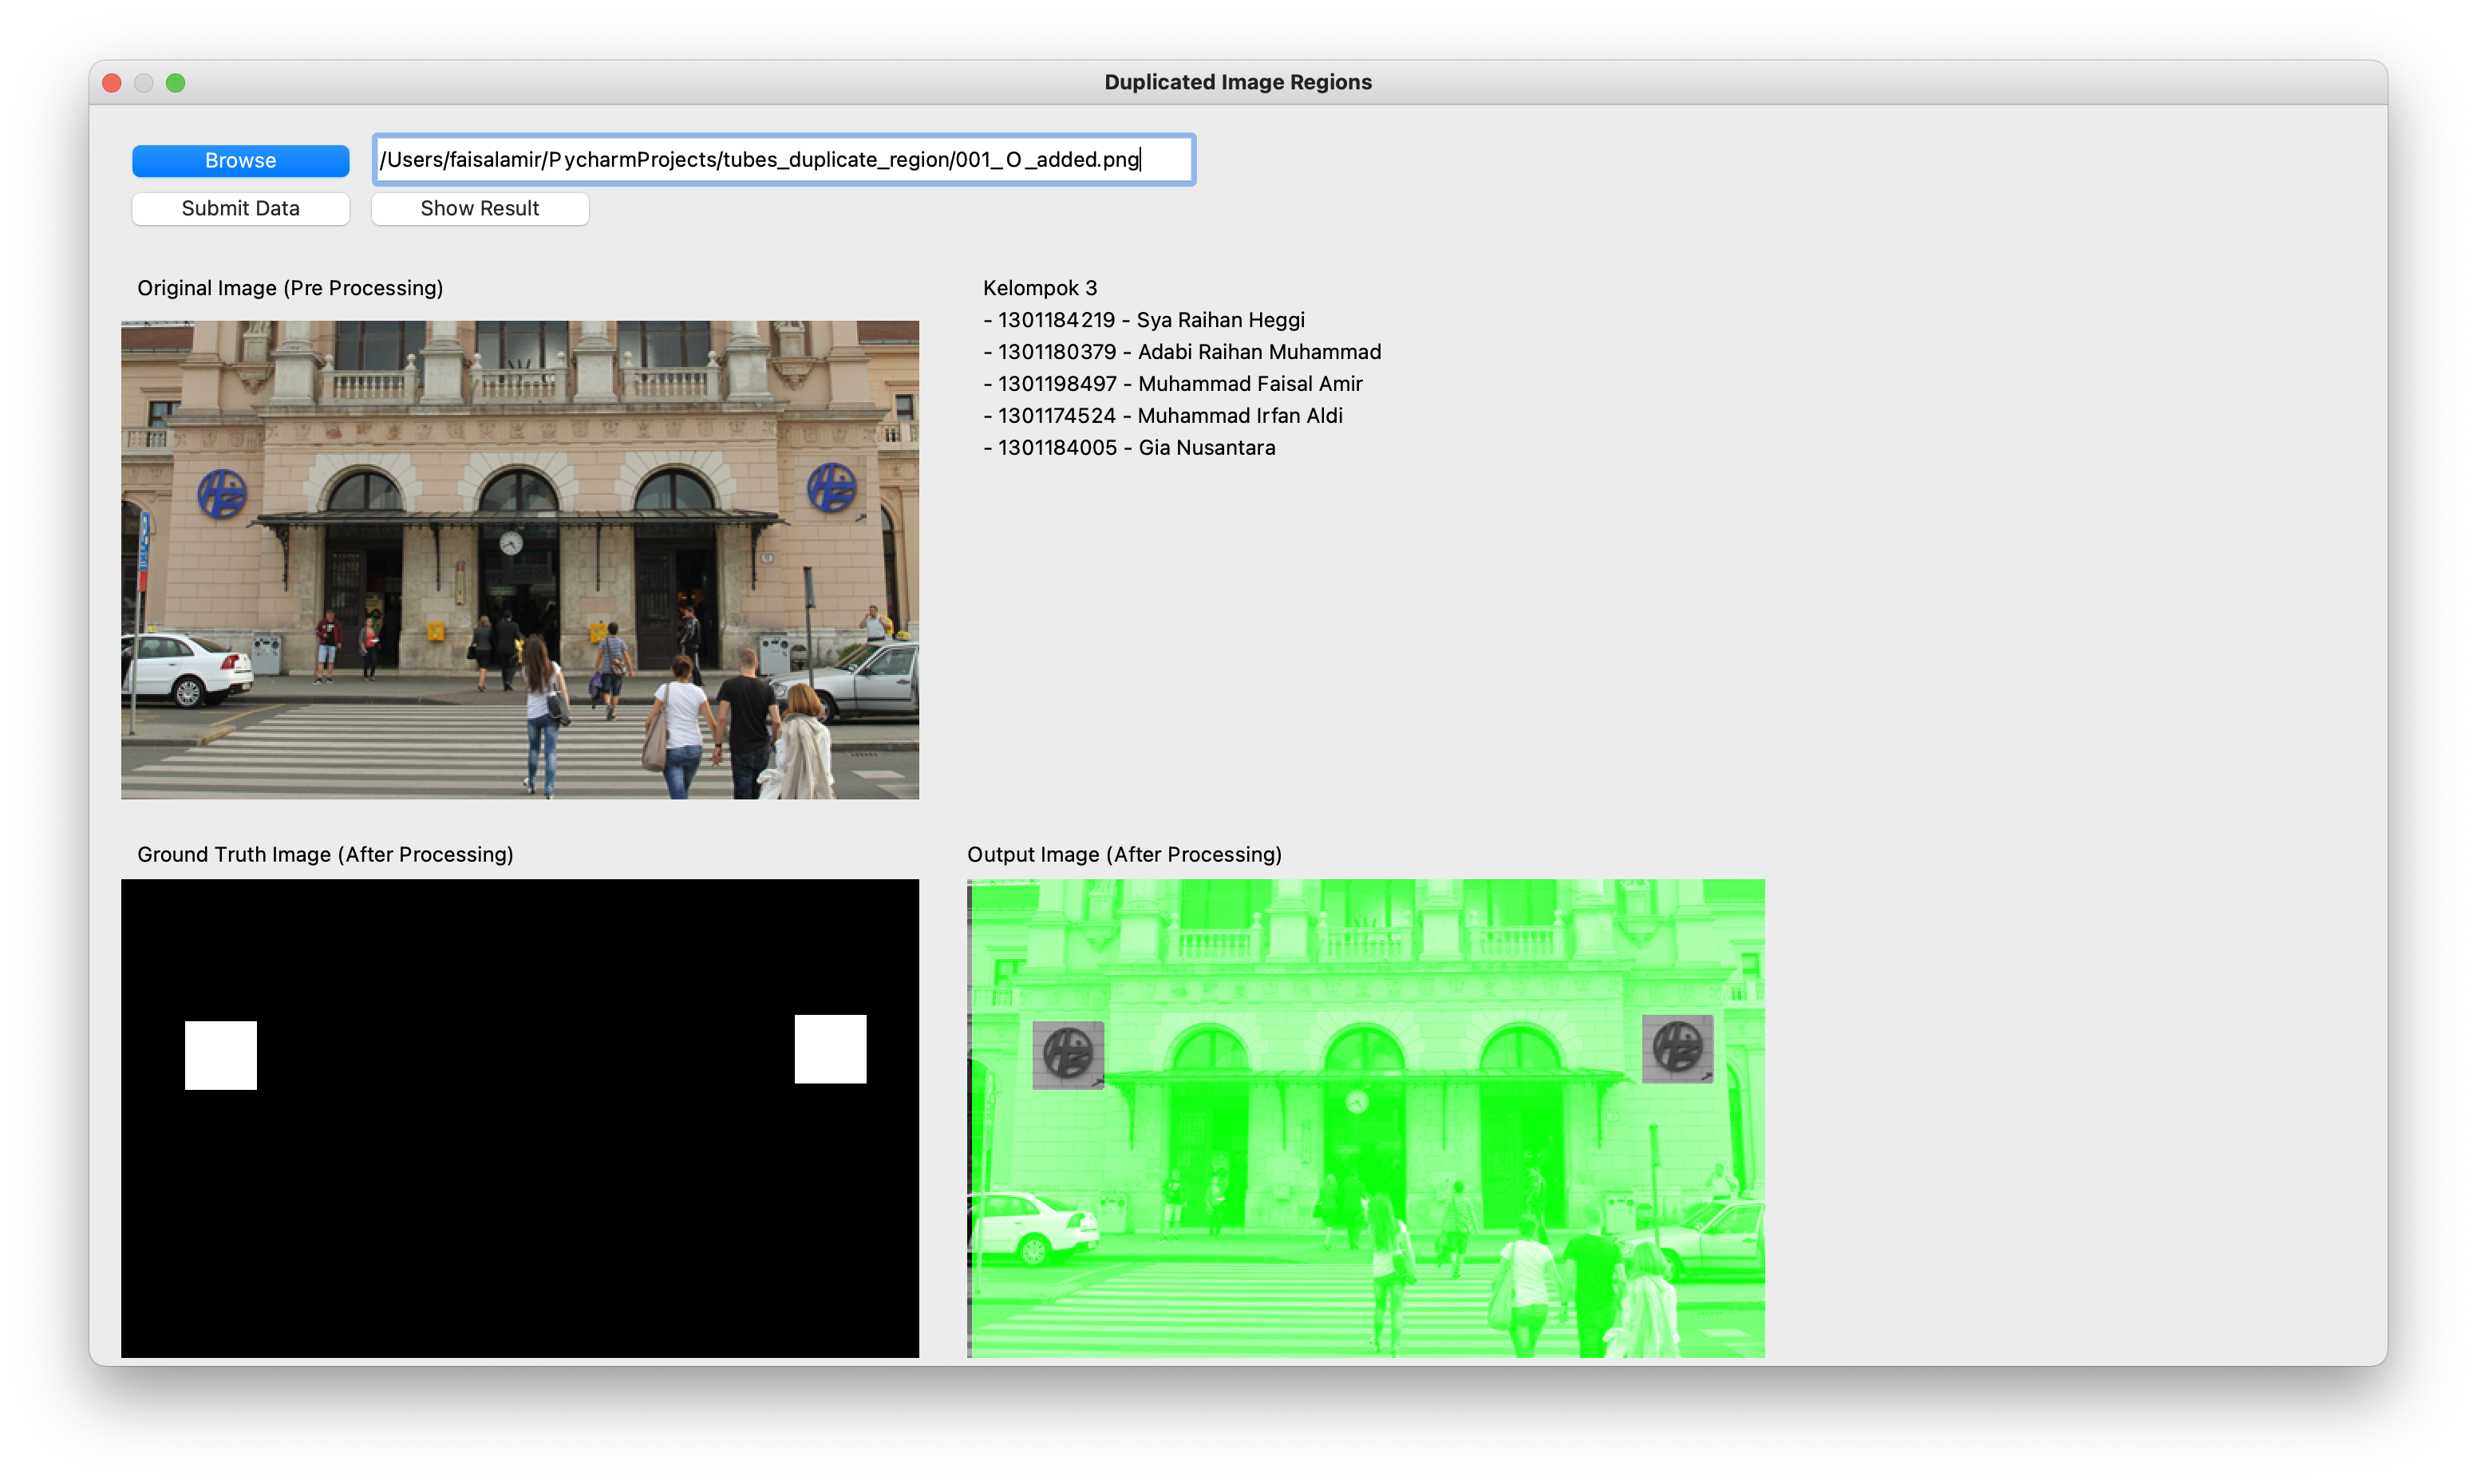 Duplicated Image Regions
Browse
/Users/faisalamir/PycharmProjects/tubes_duplicate_region/001_O_added.png
Submit Data
Show Result
Original Image (Pre Processing)
Kelompok 3
- 1301184219 - Sya Raihan Heggi
- 1301180379 - Adabi Raihan Muhammad
- 1301198497 - Muhammad Faisal Amir
- 1301174524 - Muhammad Irfan Aldi
- 1301184005 - Gia Nusantara
Ground Truth Image (After Processing)
Output Image (After Processing)